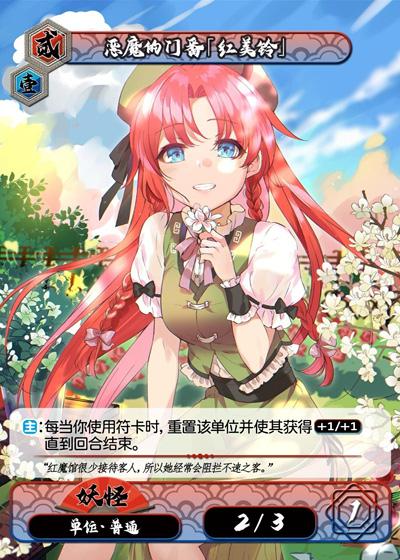 贰
恶魔的门番「红美铃」
壹
主:每当你使用符卡时，重置该单位并使其获得 +1/+1
直到回合结束。
“红魔馆很少接待客人，所以她经常会阻拦不速之客。”
妖怪
单位·普通
2/3
1